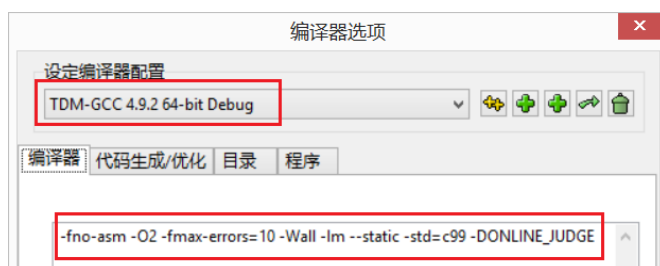 编译器选项
设定编译器配置
TDM-GCC 4.9.2 64-bit Debug
编译器 代码生成/优化 目录 程序
-fno-asm -O2 -fmax-errors=10 -Wall -lm --static -std=c99 -DONLINE_JUDGE